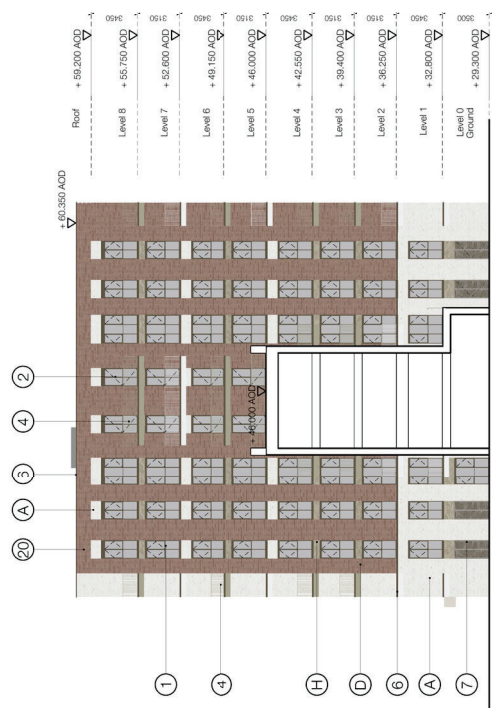 3450
3150
3450
3150
3450
3150
3150
3450
3500
+ 59.200 AOD
+ 55.750 AOD
+ 52.600 AOD
+ 49.150 AOD
+ 46.000 AOD
+ 42.550 AOD
+ 39.400 AOD
+ 36.250 AOD
+ 32.800 AOD
+ 29.300 AOD
Roof
Level 8
Level 7
Level 6
Level 5
Level 4
Level 3
Level 2
Level 1
Level 0
Ground
+ 60.350 AOD
+ 46.000 AOD
20
A
4
2
1
4
H
D
6
A
7